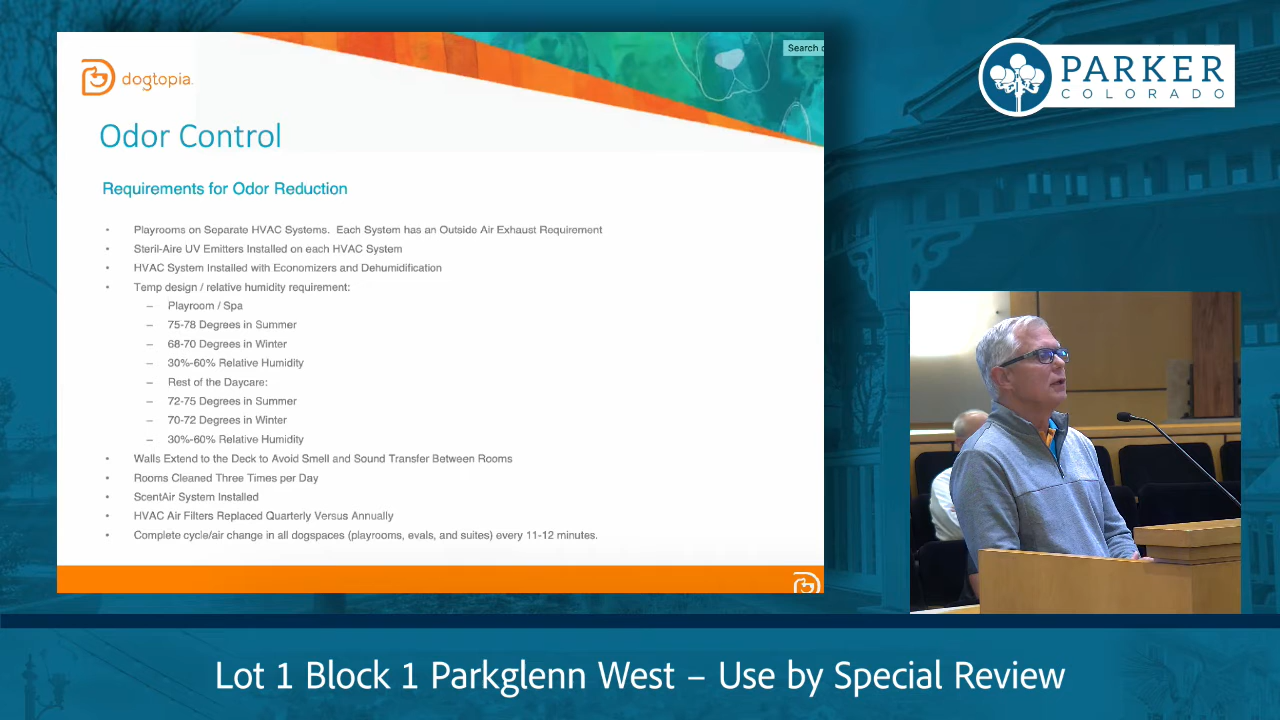 Search
dogtopia
PARKER
COLORADO
Odor Control
Requirements for Odor Reduction
• Playrooms on Separate HVAC Systems. Each System has an Outside Air Exhaust Requirement
• Steril-Aire UV Emitters Installed on each HVAC System
• HVAC System Installed with Economizers and Dehumidification
• Temp design / relative humidity requirement:
– Playroom / Spa
– 75-78 Degrees in Summer
– 68-70 Degrees in Winter
– 30%-60% Relative Humidity
– Rest of the Daycare:
– 72-75 Degrees in Summer
– 70-72 Degrees in Winter
– 30%-60% Relative Humidity
• Walls Extend to the Deck to Avoid Smell and Sound Transfer Between Rooms
• Rooms Cleaned Three Times per Day
• ScentAir System Installed
• HVAC Air Filters Replaced Quarterly Versus Annually
• Complete cycle/air change in all dogspaces (playrooms, evals, and suites) every 11-12 minutes.
Lot 1 Block 1 Parkglenn West – Use by Special Review